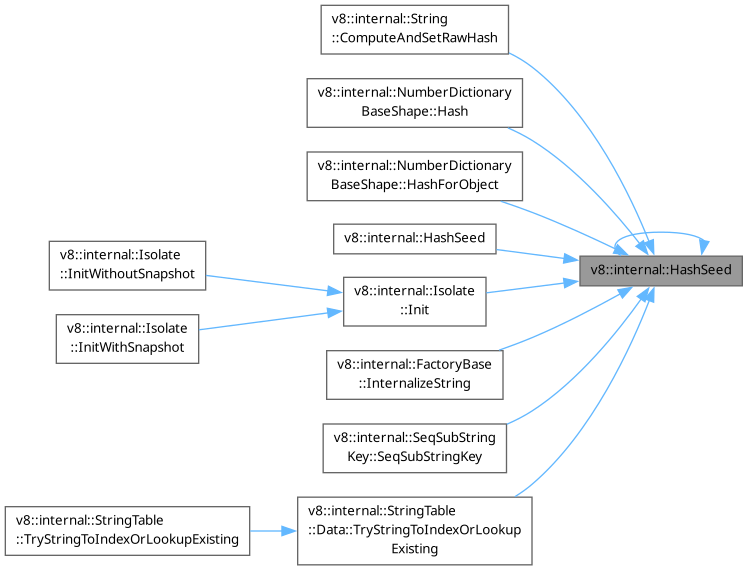 v8::internal::String
::ComputeAndSetRawHash
v8::internal::NumberDictionary
BaseShape::Hash
v8::internal::NumberDictionary
BaseShape::HashForObject
v8::internal::HashSeed
v8::internal::Isolate
::InitWithoutSnapshot
v8::internal::HashSeed
v8::internal::Isolate
::Init
v8::internal::Isolate
::InitWithSnapshot
v8::internal::FactoryBase
::InternalizeString
v8::internal::SeqSubString
Key::SeqSubStringKey
v8::internal::StringTable
::Data::TryStringToIndexOrLookup
Existing
v8::internal::StringTable
::TryStringToIndexOrLookupExisting